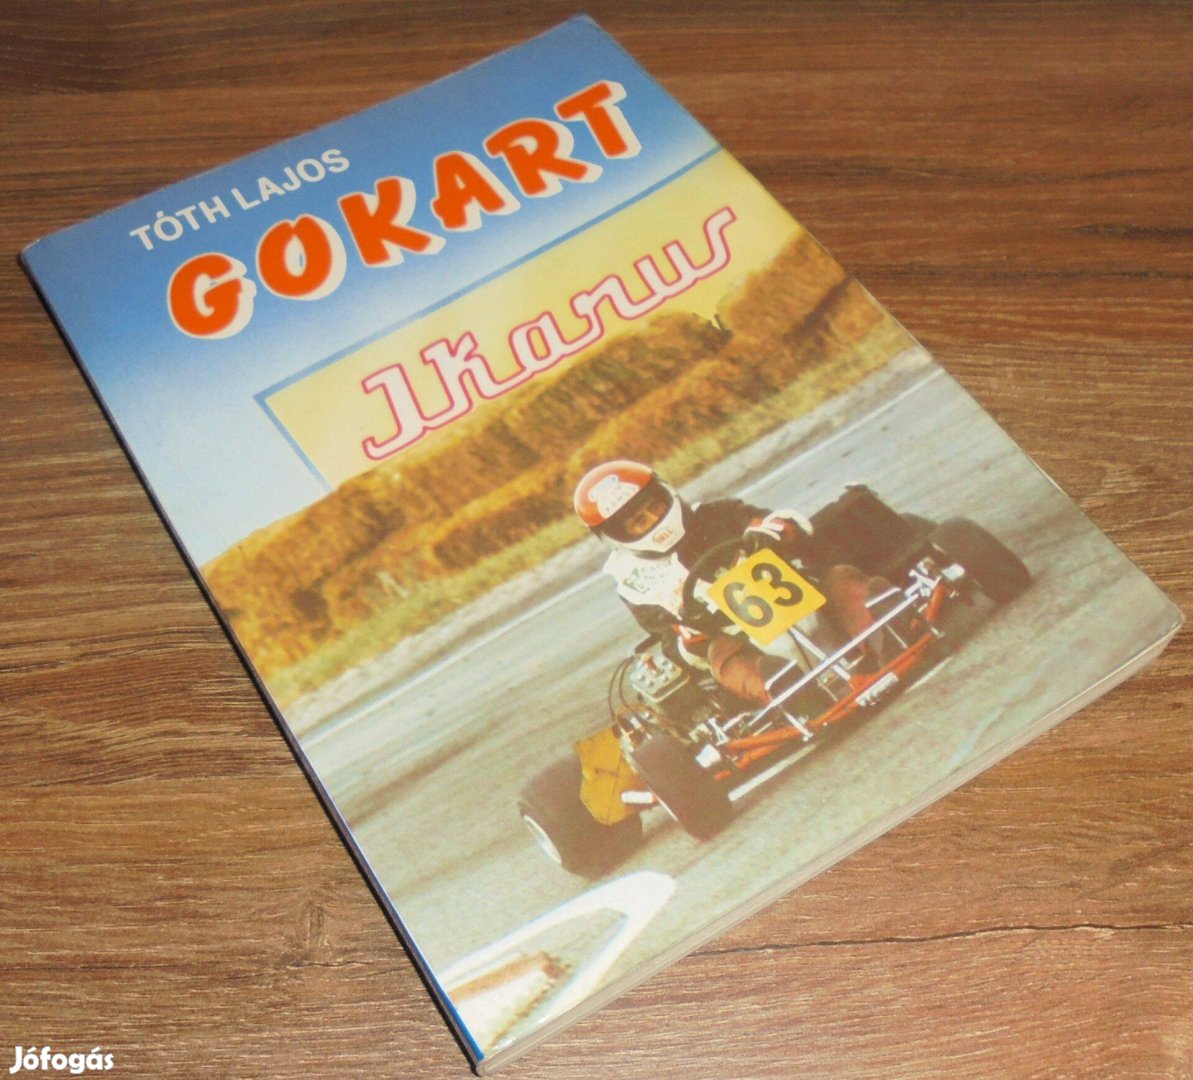 TÓTH LAJOS
GOKART
Ikarus
63
Jófogás